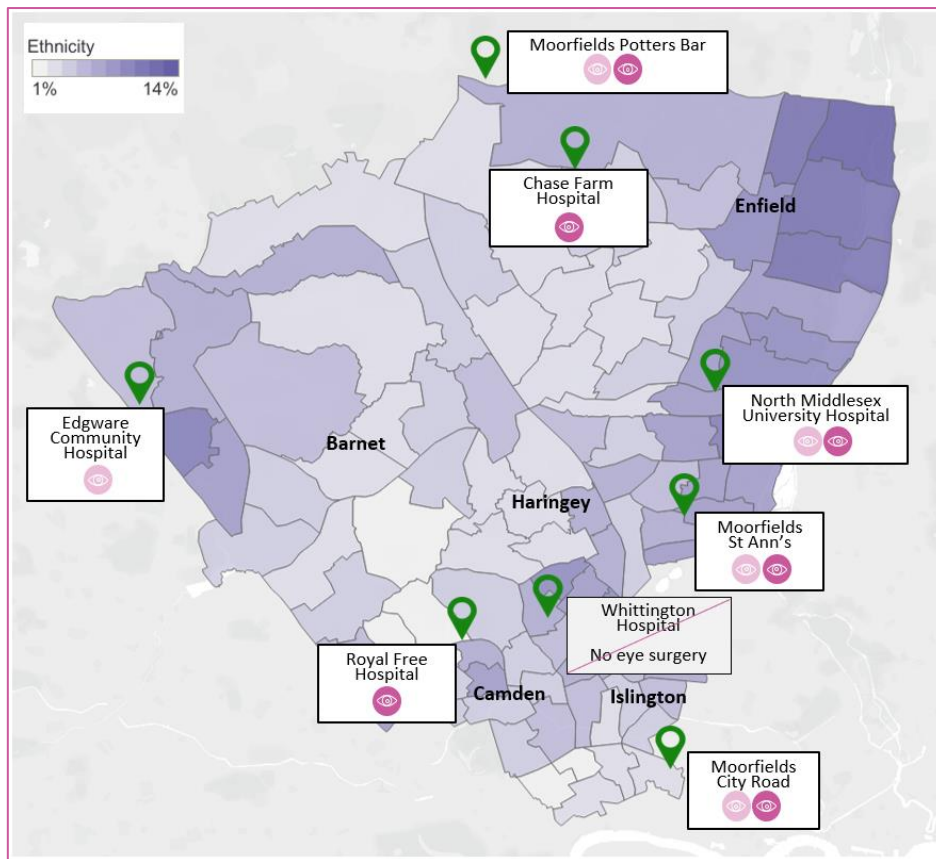 Ethnicity
1%
14%
Moorfields Potters Bar
Chase Farm
Hospital
Enfield
Edgware
Community
Hospital
Barnet
North Middlesex
University Hospital
Haringey
Moorfields
St Ann's
Whittington
Hospital
No eye surgery
Royal Free
Hospital
Camden
Islington
Moorfields
City Road